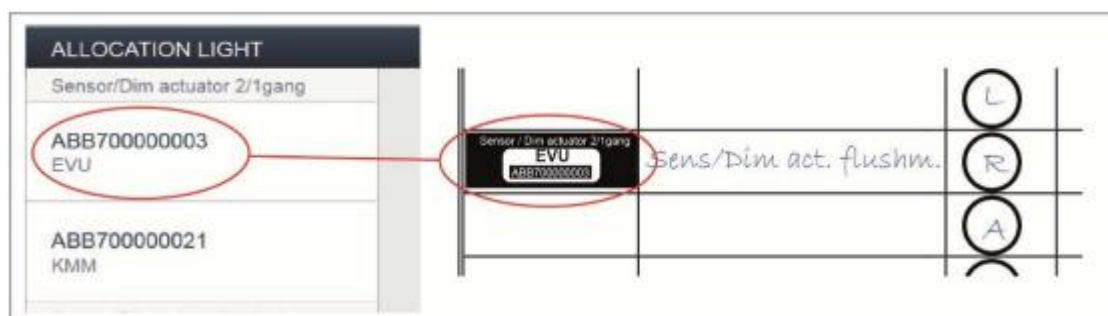 ALLOCATION LIGHT
Sensor/Dim actuator 2/1gang
ABB700000003
EVU
ABB700000021
KMM
L
Sensor / Dim actuator 2/1gang
EVU
ABB700000003
Sens/Dim act. flushm.
R
A